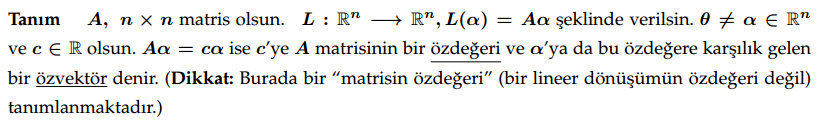 Tanım A, n × n matris olsun. L : ℝⁿ ⟶ ℝⁿ, L(α) = Aα şeklinde verilsin. θ ≠ α ∈ ℝⁿ
ve c ∈ ℝ olsun. Aα = cα ise c'ye A matrisinin bir özdeğeri ve α'ya da bu özdeğere karşılık gelen
bir özvektör denir. (Dikkat: Burada bir “matrisin özdeğeri” (bir lineer dönüşümün özdeğeri değil)
tanımlanmaktadır.)